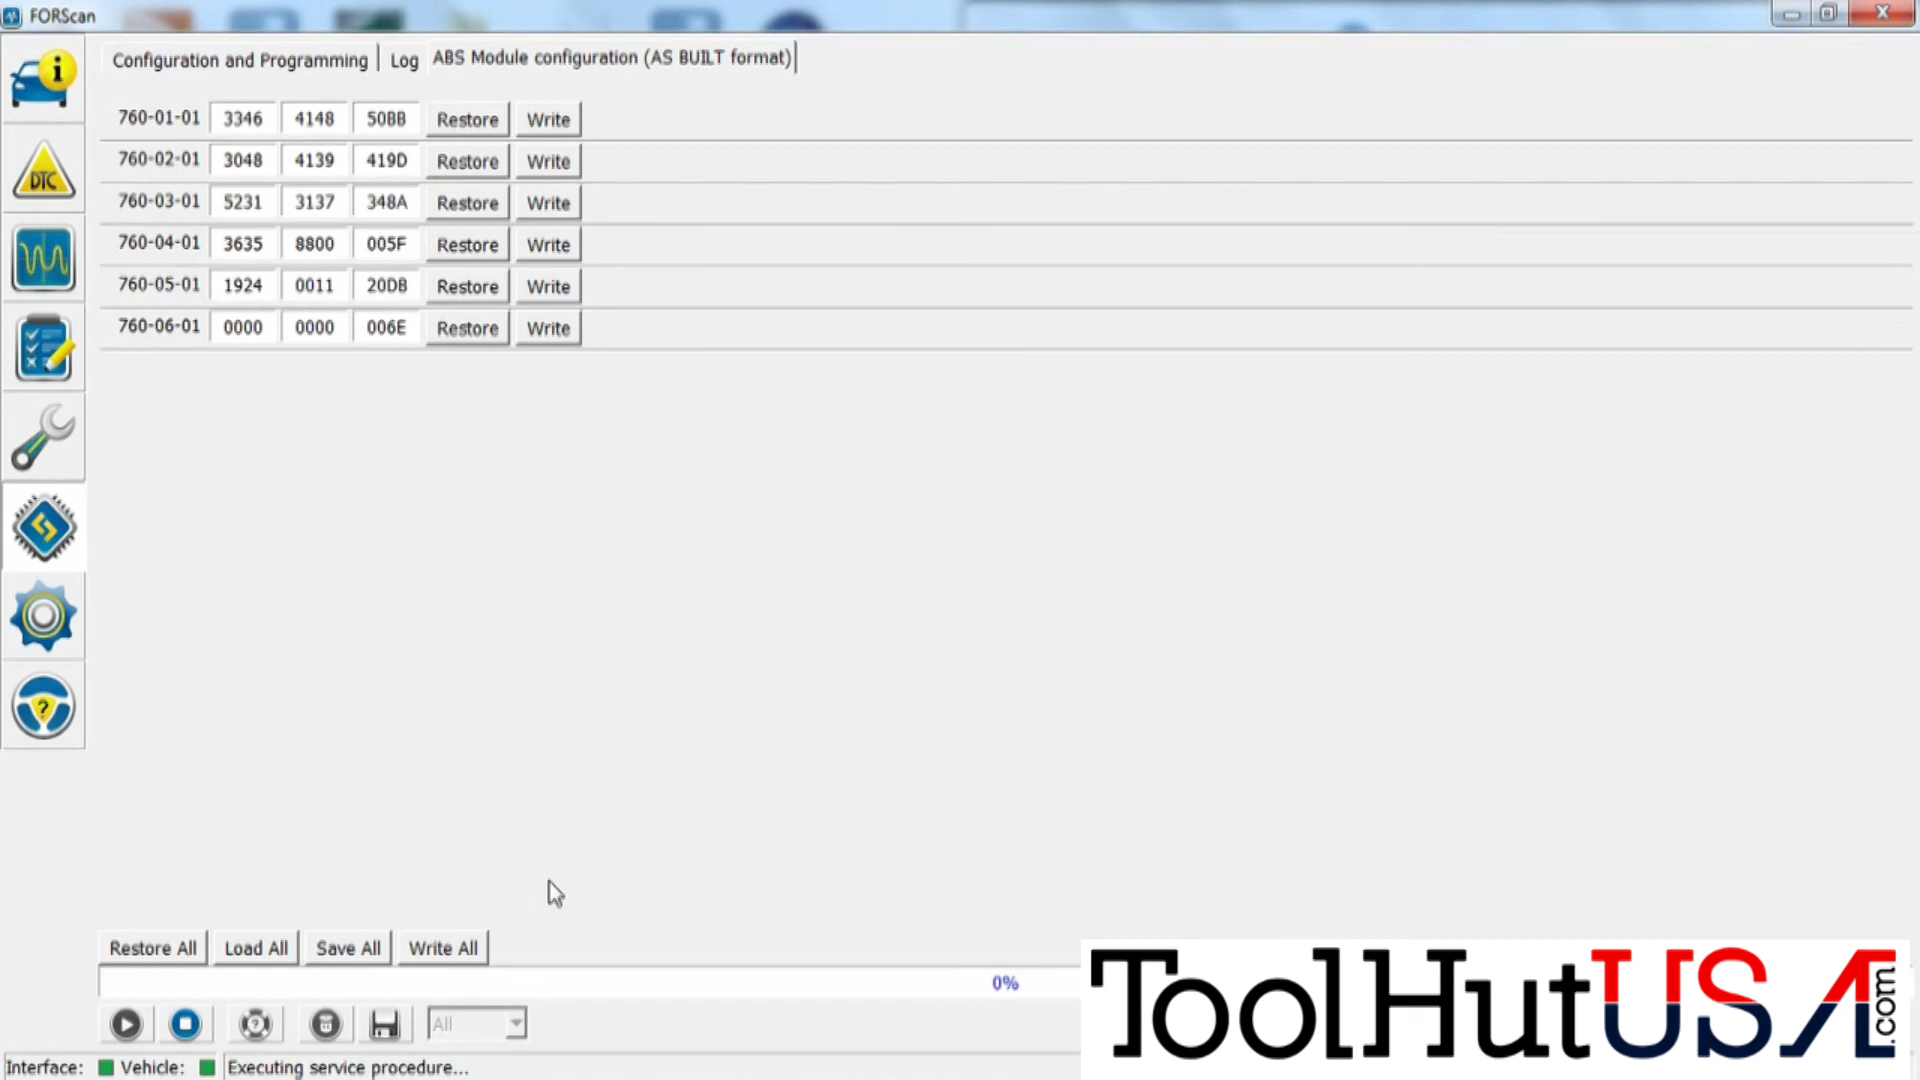 FORScan
Configuration and Programming Log ABS Module configuration (AS BUILT format)
760-01-01 3346 4148 50BB Restore Write
760-02-01 3048 4139 419D Restore Write
760-03-01 5231 3137 348A Restore Write
760-04-01 3635 8800 005F Restore Write
760-05-01 1924 0011 20DB Restore Write
760-06-01 0000 0000 006E Restore Write
i
DTC
?
Restore All Load All Save All Write All
0%
All
Interface: Vehicle: Executing service procedure...
ToolHutUSA.com